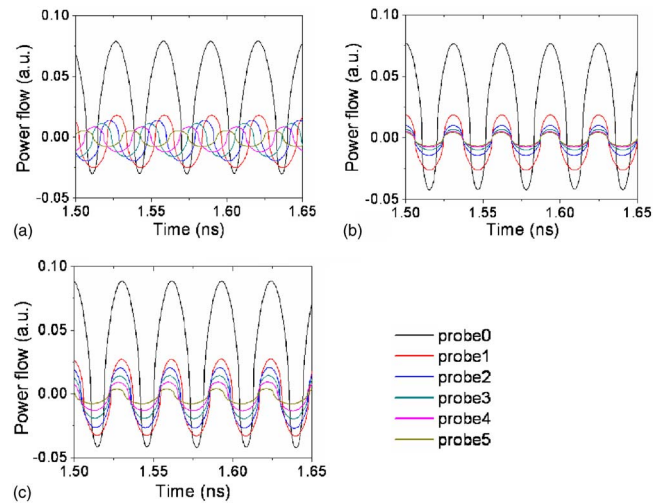 0.10
0.05
0.00
-0.05
Power flow (a.u.)
1.50
1.55
1.60
1.65
Time (ns)
(a)
0.10
0.05
0.00
-0.05
Power flow (a.u.)
1.50
1.55
1.60
1.65
Time (ns)
(b)
0.10
0.05
0.00
-0.05
Power flow (a.u.)
1.50
1.55
1.60
1.65
Time (ns)
(c)
probe0
probe1
probe2
probe3
probe4
probe5